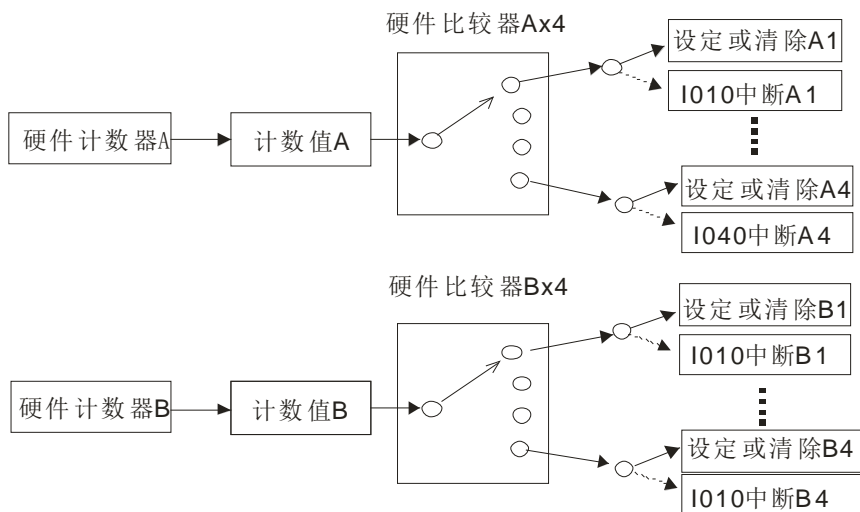 硬件比较器Ax4
设定或清除A1
I010中断A1
硬件计数器A
计数值A
设定或清除A4
I040中断A4
硬件比较器Bx4
设定或清除B1
I010中断B1
硬件计数器B
计数值B
设定或清除B4
I010中断B4